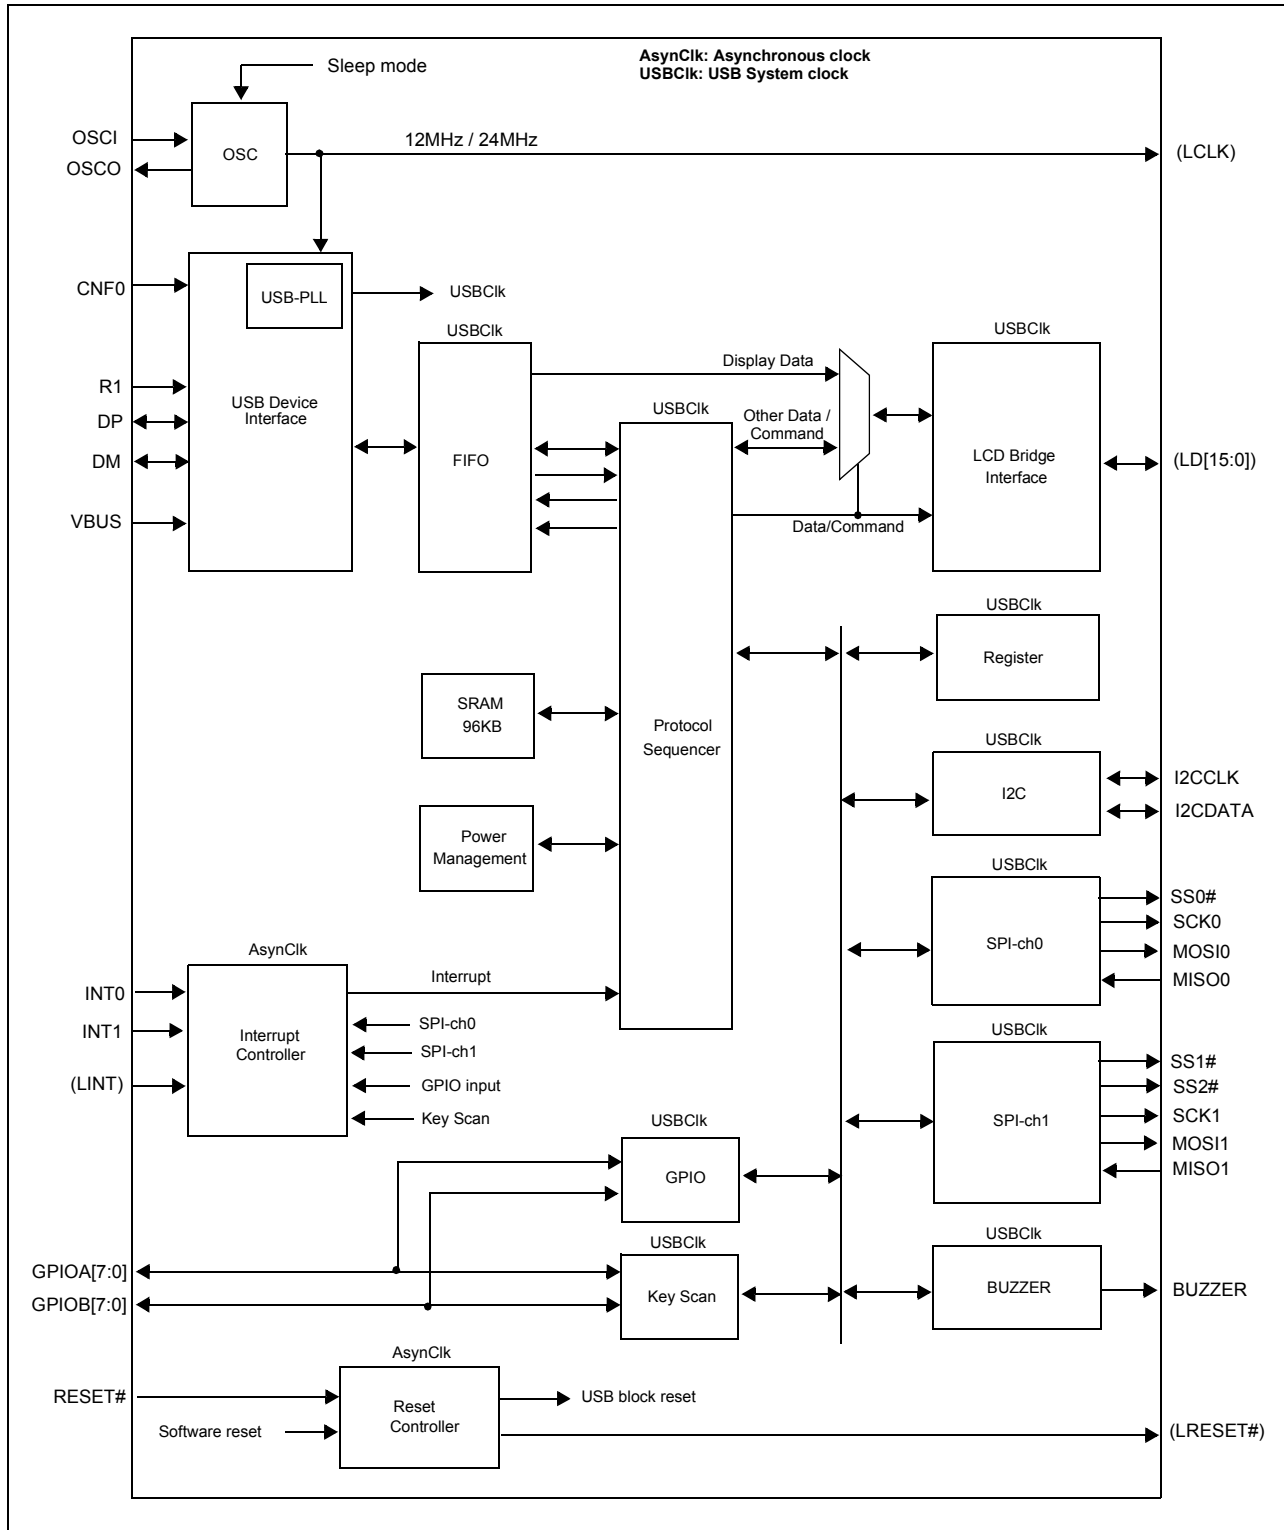 AsynClk: Asynchronous clock
USBClk: USB System clock
Sleep mode
OSCI
OSCO
OSC
12MHz / 24MHz
(LCLK)
CNF0
USB-PLL
USBClk
R1
DP
DM
VBUS
USB Device
Interface
USBClk
FIFO
Display Data
USBClk
Other Data /
Command
Data/Command
USBClk
LCD Bridge
Interface
(LD[15:0])
USBClk
Register
SRAM
96KB
Protocol
Sequencer
USBClk
I2C
I2CCLK
I2CDATA
Power
Management
USBClk
SPI-ch0
SS0#
SCK0
MOSI0
MISO0
AsynClk
INT0
INT1
(LINT)
Interrupt
Controller
Interrupt
SPI-ch0
SPI-ch1
GPIO input
Key Scan
USBClk
SPI-ch1
SS1#
SS2#
SCK1
MOSI1
MISO1
USBClk
GPIO
GPIOA[7:0]
GPIOB[7:0]
USBClk
Key Scan
USBClk
BUZZER
BUZZER
AsynClk
RESET#
Software reset
Reset
Controller
USB block reset
(LRESET#)